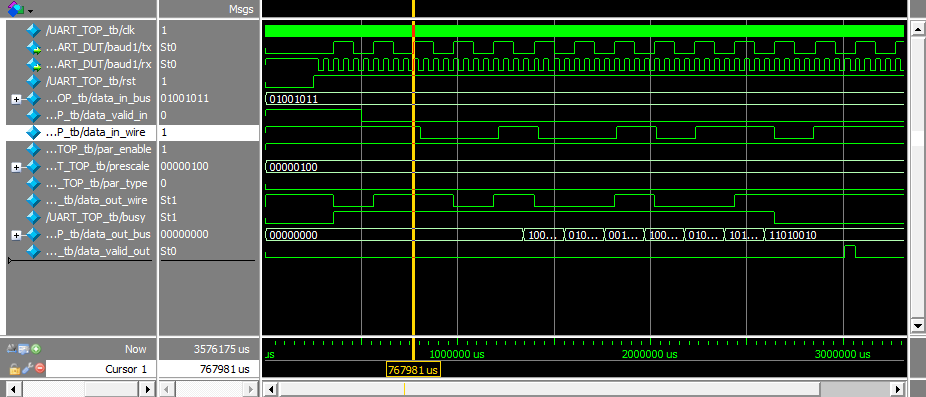 Msgs
/UART_TOP_tb/clk 1
...ART_DUT/baud1/tx St0
...ART_DUT/baud1/rx St0
/UART_TOP_tb/rst 1
...OP_tb/data_in_bus 01001011 01001011
...P_tb/data_valid_in 0
...P_tb/data_in_wire 1
...TOP_tb/par_enable 1
...T_TOP_tb/prescale 00000100 00000100
..._TOP_tb/par_type 0
..._tb/data_out_wire St1
/UART_TOP_tb/busy St1
...P_tb/data_out_bus 00000000 00000000 100... 010... 001... 100... 010... 101... 11010010
..._tb/data_valid_out St0
Now 3576175 us us 1000000 us 2000000 us 3000000 us
Cursor 1 767981 us 767981 us